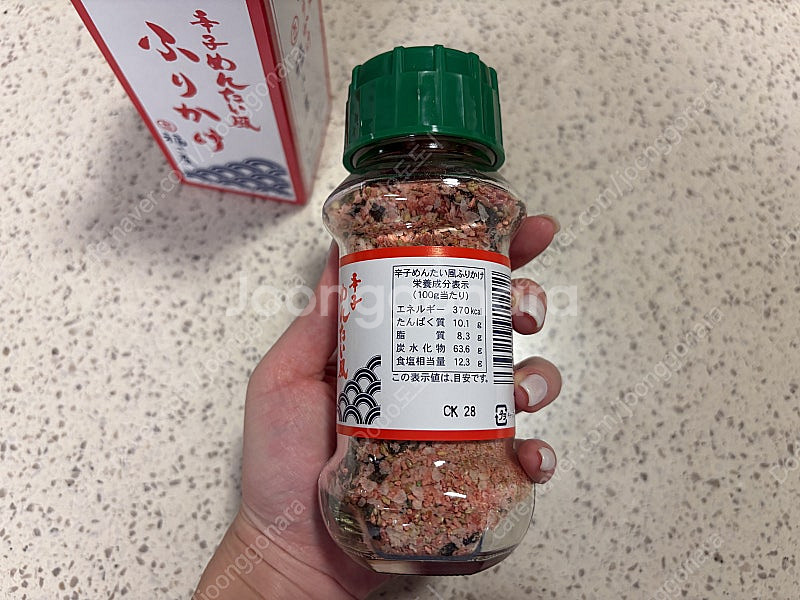 辛子めんたい風
ふりかけ
辛子めんたい風
辛子めんたい風ふりかけ
栄養成分表示
(100g当たり)
エネルギー 370kcal
たんぱく質 10.1 g
脂質 8.3 g
炭水化物 63.6 g
食塩相当量 12.3 g
この表示値は、目安です。
CK 28
プラ
joonggonara